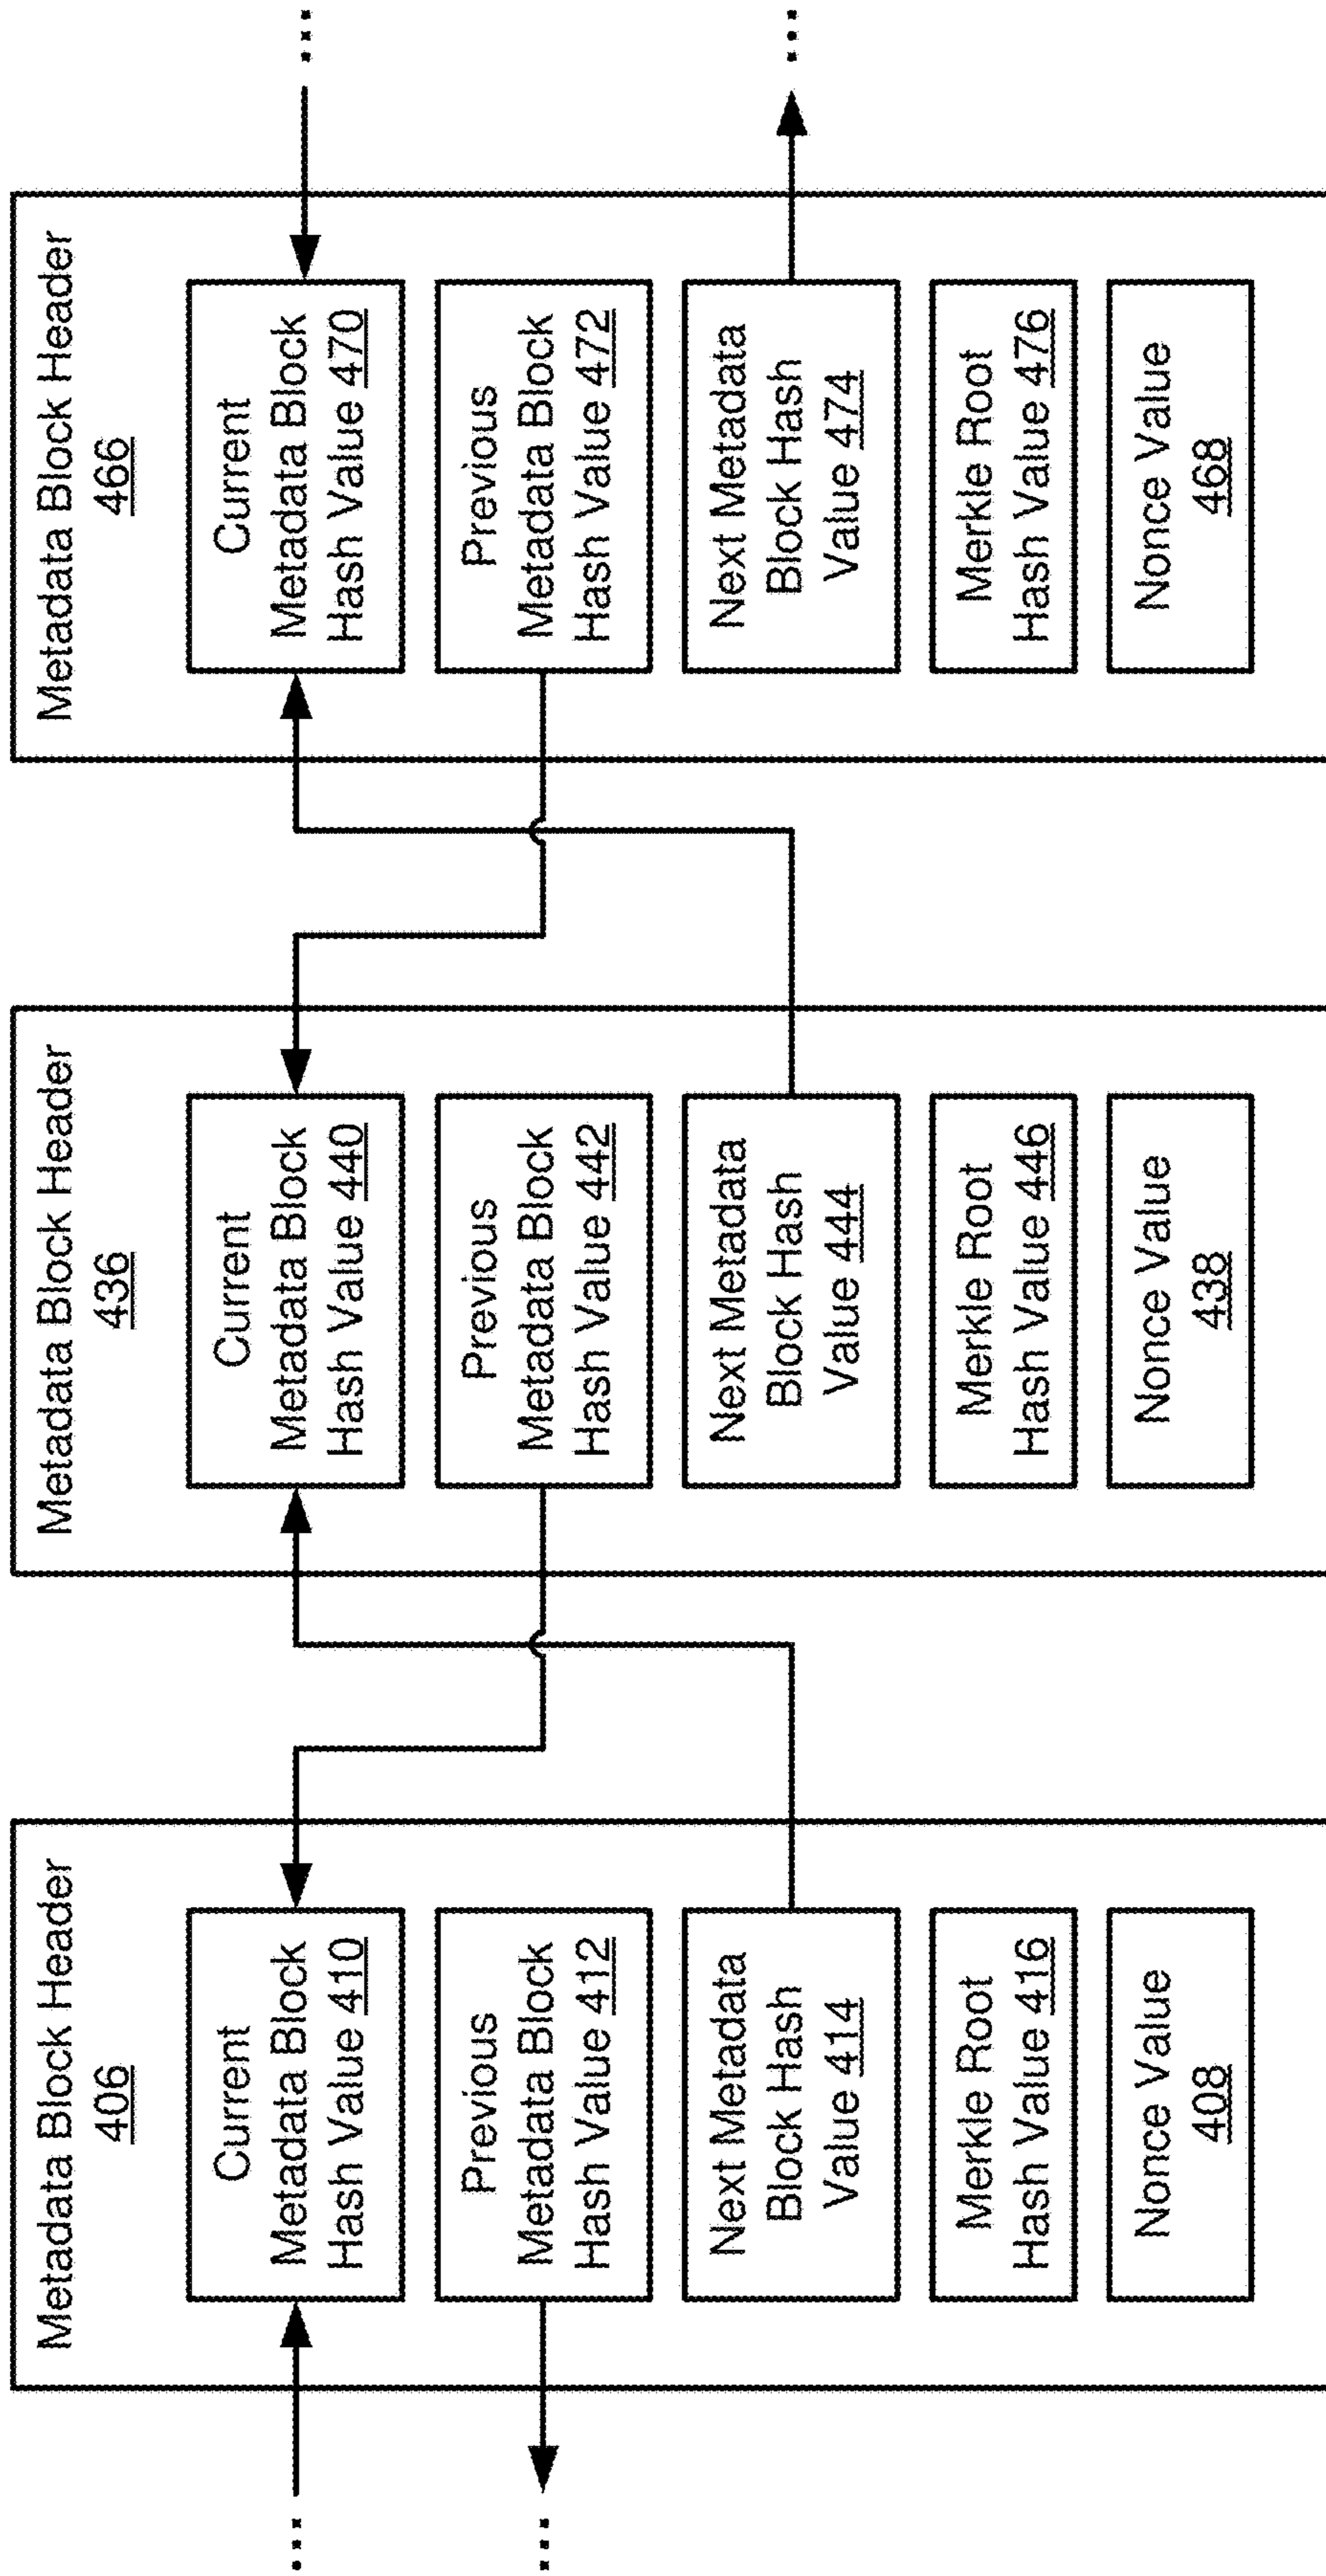 Metadata Block Header
406
Current
Metadata Block
Hash Value 410
Previous
Metadata Block
Hash Value 412
Next Metadata
Block Hash
Value 414
Merkle Root
Hash Value 416
Nonce Value
408
Metadata Block Header
436
Current
Metadata Block
Hash Value 440
Previous
Metadata Block
Hash Value 442
Next Metadata
Block Hash
Value 444
Merkle Root
Hash Value 446
Nonce Value
438
Metadata Block Header
466
Current
Metadata Block
Hash Value 470
Previous
Metadata Block
Hash Value 472
Next Metadata
Block Hash
Value 474
Merkle Root
Hash Value 476
Nonce Value
468